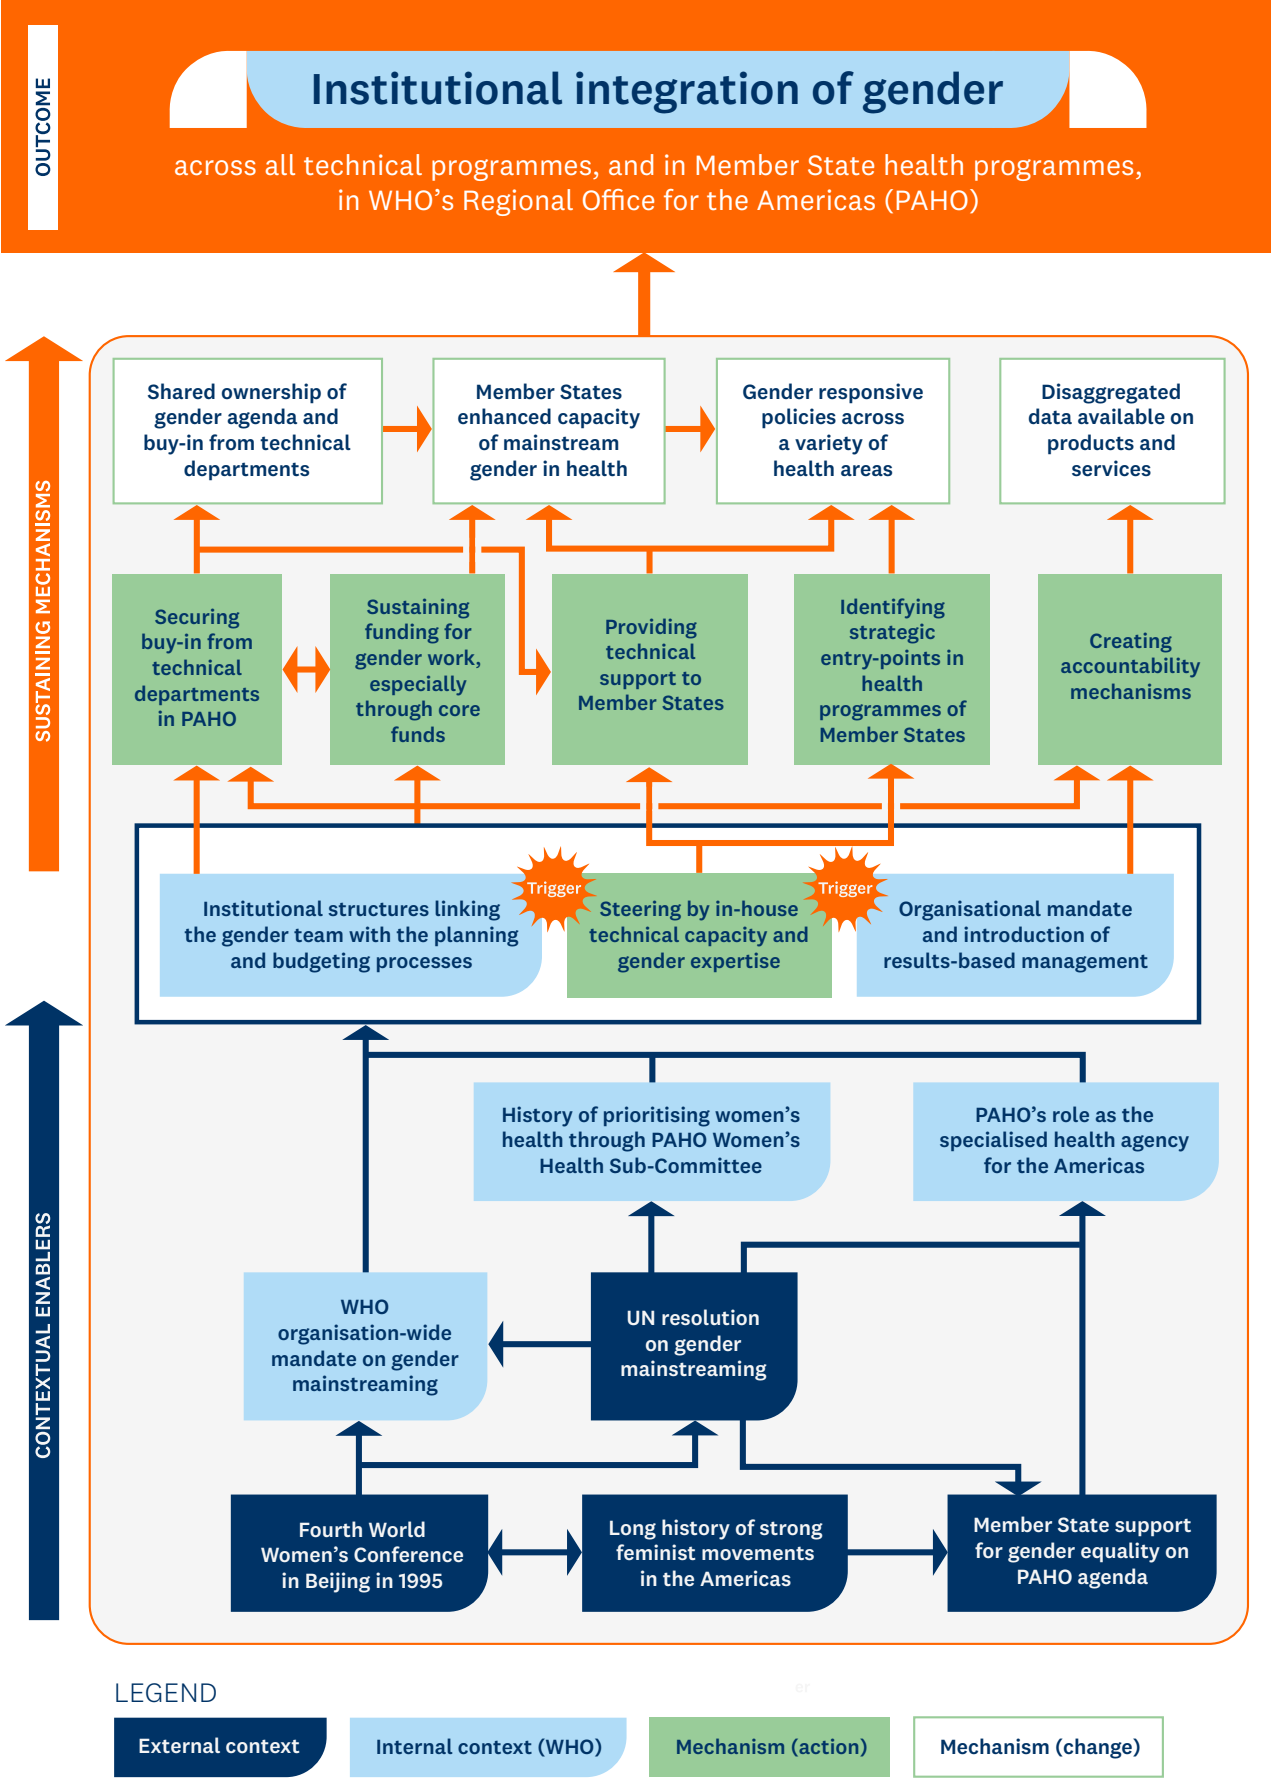 OUTCOME
Institutional integration of gender
across all technical programmes, and in Member State health programmes,
in WHO's Regional Office for the Americas (PAHO)
SUSTAINING MECHANISMS
Shared ownership of
gender agenda and
buy-in from technical
departments
Member States
enhanced capacity
of mainstream
gender in health
Gender responsive
policies across
a variety of
health areas
Disaggregated
data available on
products and
services
Securing
buy-in from
technical
departments
in PAHO
Sustaining
funding for
gender work,
especially
through core
funds
Providing
technical
support to
Member States
Identifying
strategic
entry-points in
health
programmes of
Member States
Creating
accountability
mechanisms
Institutional structures linking
the gender team with the planning
and budgeting processes
Trigger
Steering by in-house
technical capacity and
gender expertise
Trigger
Organisational mandate
and introduction of
results-based management
CONTEXTUAL ENABLERS
History of prioritising women's
health through PAHO Women's
Health Sub-Committee
PAHO's role as the
specialised health agency
for the Americas
WHO
organisation-wide
mandate on gender
mainstreaming
UN resolution
on gender
mainstreaming
Fourth World
Women's Conference
in Beijing in 1995
Long history of strong
feminist movements
in the Americas
Member State support
for gender equality on
PAHO agenda
LEGEND
er
External context
Internal context (WHO)
Mechanism (action)
Mechanism (change)